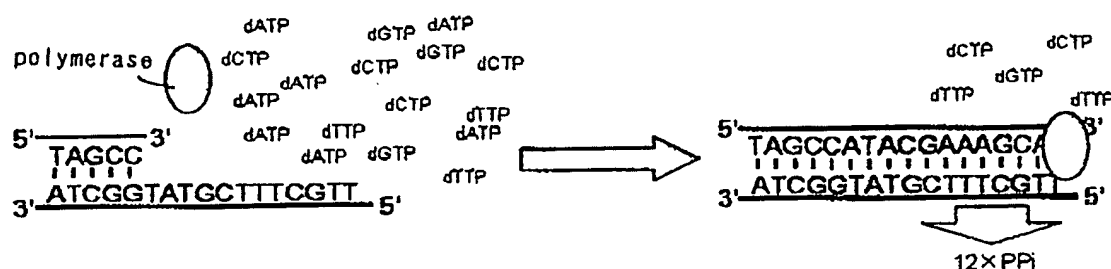 dATP dGTP dATP
polymerase dCTP dCTP dGTP dCTP
dATP
dATP dCTP dTTP
dATP dTTP dATP
dATP dGTP
dTTP
5' 3'
TAGCC
ATCGGTATGCTTTCGTT
3' 5'
dCTP dCTP
dGTP
dTTP dTTP
5' 3'
TAGCCATACGAAAGCA
ATCGGTATGCTTTCGTT
3' 5'
12×PPi